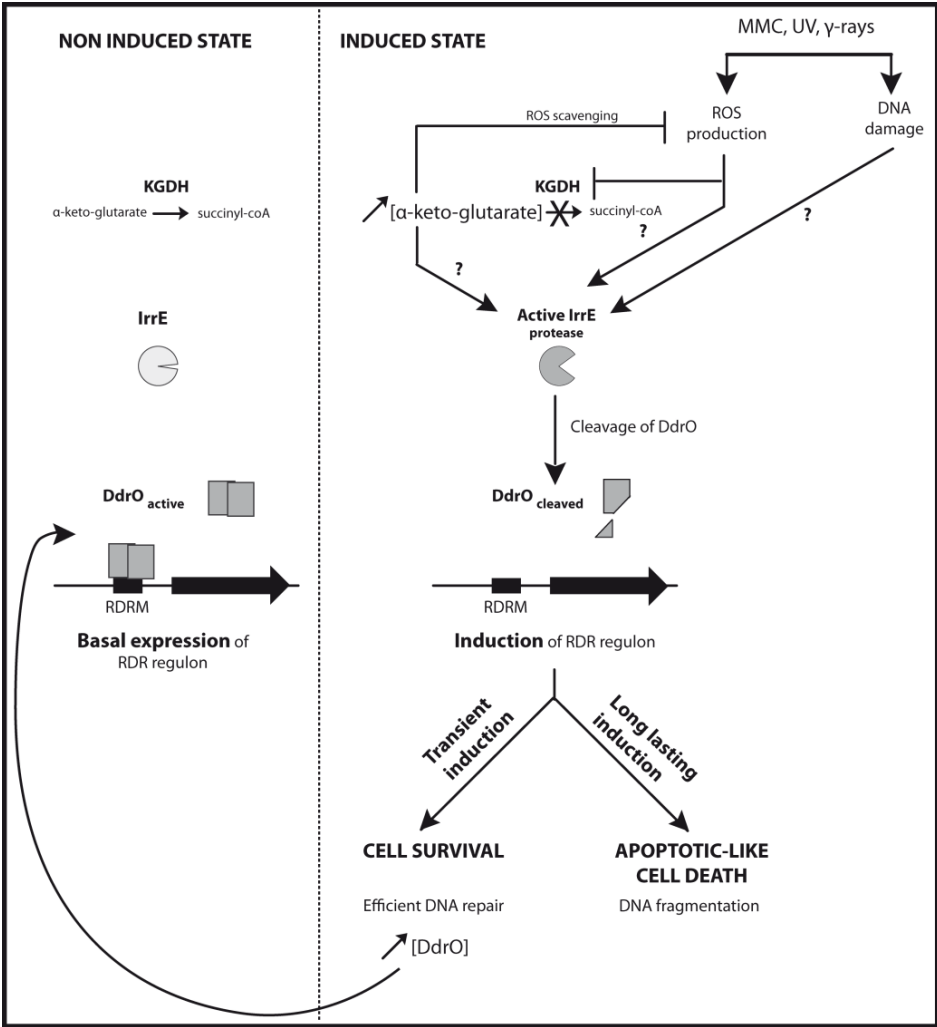 NON INDUCED STATE
KGDH
α-keto-glutarate
succinyl-coA
IrrE
DdrO active
RDRM
Basal expression of
RDR regulon
INDUCED STATE
MMC, UV, γ-rays
ROS scavenging
ROS
production
DNA
damage
KGDH
[α-keto-glutarate]
succinyl-coA
?
?
?
Active IrrE
protease
Cleavage of DdrO
DdrO cleaved
RDRM
Induction of RDR regulon
Transient
induction
Long lasting
induction
CELL SURVIVAL
Efficient DNA repair
[DdrO]
APOPTOTIC-LIKE
CELL DEATH
DNA fragmentation